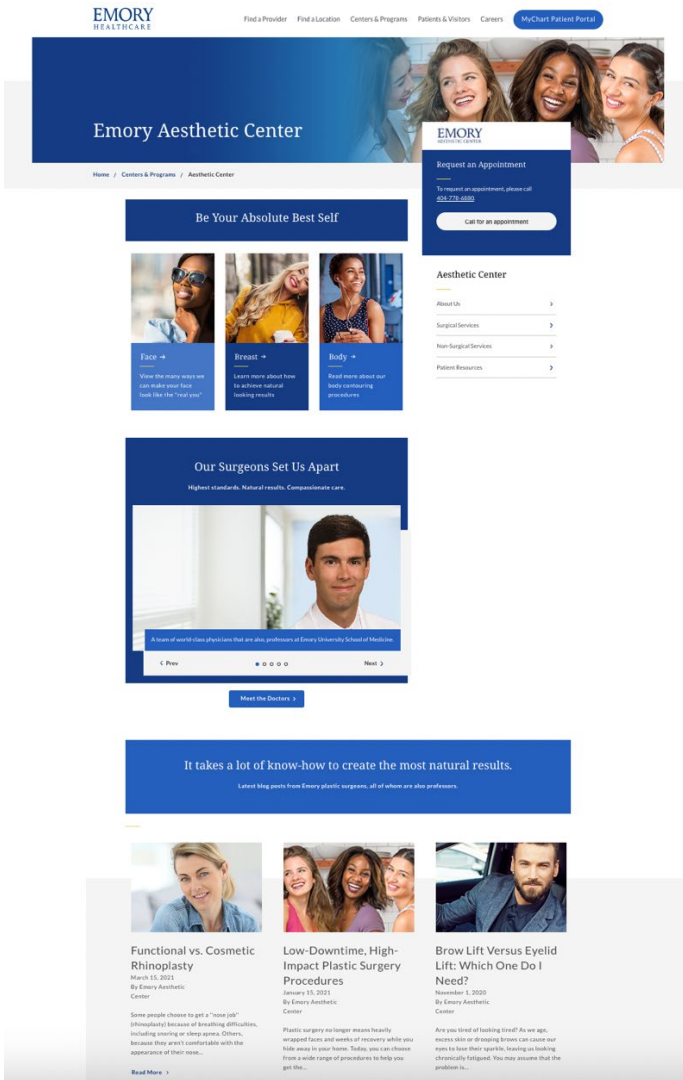 EMORY
HEALTHCARE
Find a Provider
Find a Location
Centers & Programs
Patients & Visitors
Careers
MyChart Patient Portal
Emory Aesthetic Center
EMORY
AESTHETIC CENTER
Request an Appointment
To request an appointment, please call
404-778-6880.
Call for an appointment
Home / Centers & Programs / Aesthetic Center
Be Your Absolute Best Self
Face →
View the many ways we
can make your face
look like the "real you"
Breast →
Learn more about how
to achieve natural
looking results
Body →
Read more about our
body contouring
procedures
Aesthetic Center
About Us
Surgical Services
Non-Surgical Services
Patient Resources
Our Surgeons Set Us Apart
Highest standards. Natural results. Compassionate care.
A team of world-class physicians that are also, professors at Emory University School of Medicine.
Prev
Next
Meet the Doctors
It takes a lot of know-how to create the most natural results.
Latest blog posts from Emory plastic surgeons, all of whom are also professors.
Functional vs. Cosmetic
Rhinoplasty
March 15, 2021
By Emory Aesthetic
Center
Some people choose to get a "nose job"
(rhinoplasty) because of breathing difficulties,
including snoring or sleep apnea. Others,
because they aren't comfortable with the
appearance of their nose...
Read More
Low-Downtime, High-
Impact Plastic Surgery
Procedures
January 15, 2021
By Emory Aesthetic
Center
Plastic surgery no longer means heavily
wrapped faces and weeks of recovery while you
hide away in your home. Today, you can choose
from a wide range of procedures to help you
get the...
Brow Lift Versus Eyelid
Lift: Which One Do I
Need?
November 1, 2020
By Emory Aesthetic
Center
Are you tired of looking tired? As we age,
excess skin or drooping brows can cause our
eyes to lose their sparkle, leaving us looking
chronically fatigued. You may assume that the
problem is...